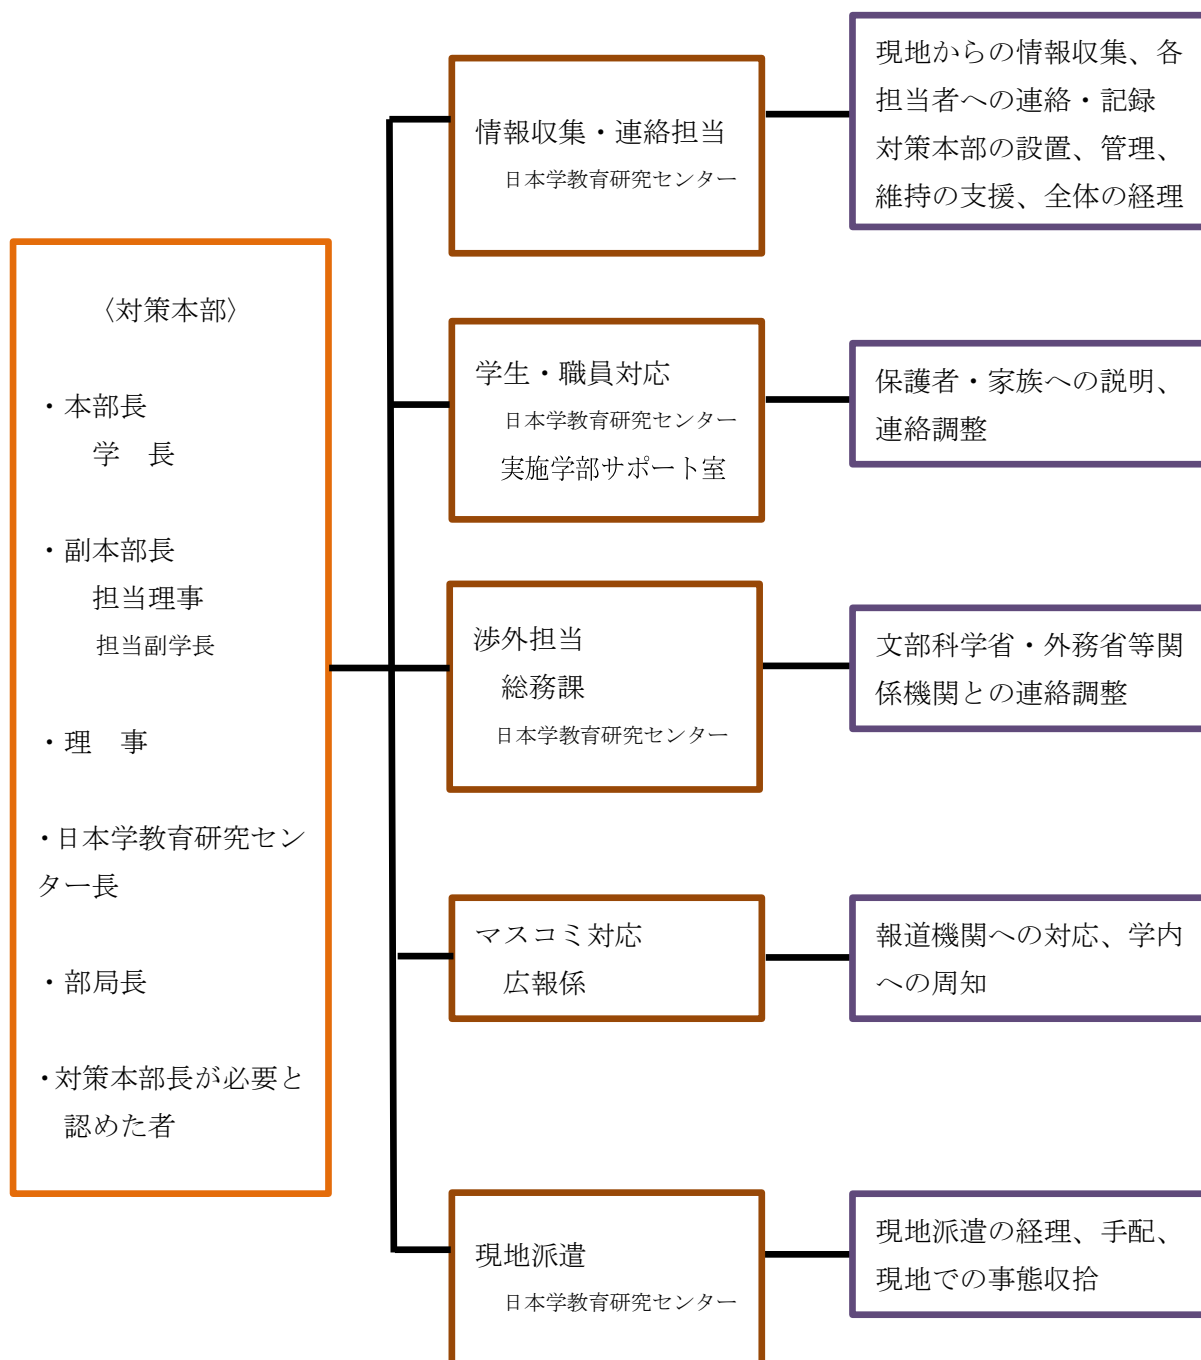 〈対策本部〉
・本部長
学　長
・副本部長
担当理事
担当副学長
・理　事
・日本学教育研究セン
ター長
・部局長
・対策本部長が必要と
認めた者
情報収集・連絡担当
日本学教育研究センター
現地からの情報収集、各
担当者への連絡・記録
対策本部の設置、管理、
維持の支援、全体の経理
学生・職員対応
日本学教育研究センター
実施学部サポート室
保護者・家族への説明、
連絡調整
渉外担当
総務課
日本学教育研究センター
文部科学省・外務省等関
係機関との連絡調整
マスコミ対応
広報係
報道機関への対応、学内
への周知
現地派遣
日本学教育研究センター
現地派遣の経理、手配、
現地での事態収拾